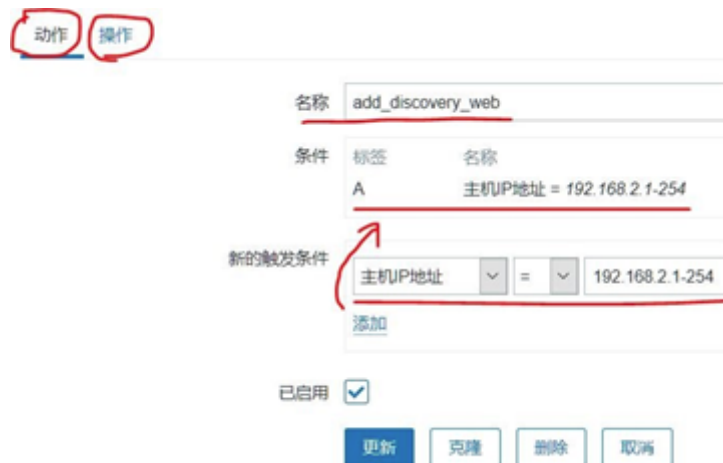 动作 操作
名称 add_discovery_web
条件 标签 名称
A 主机IP地址 = 192.168.2.1-254
新的触发条件
主机IP地址 = 192.168.2.1-254
添加
已启用
更新 克隆 删除 取消